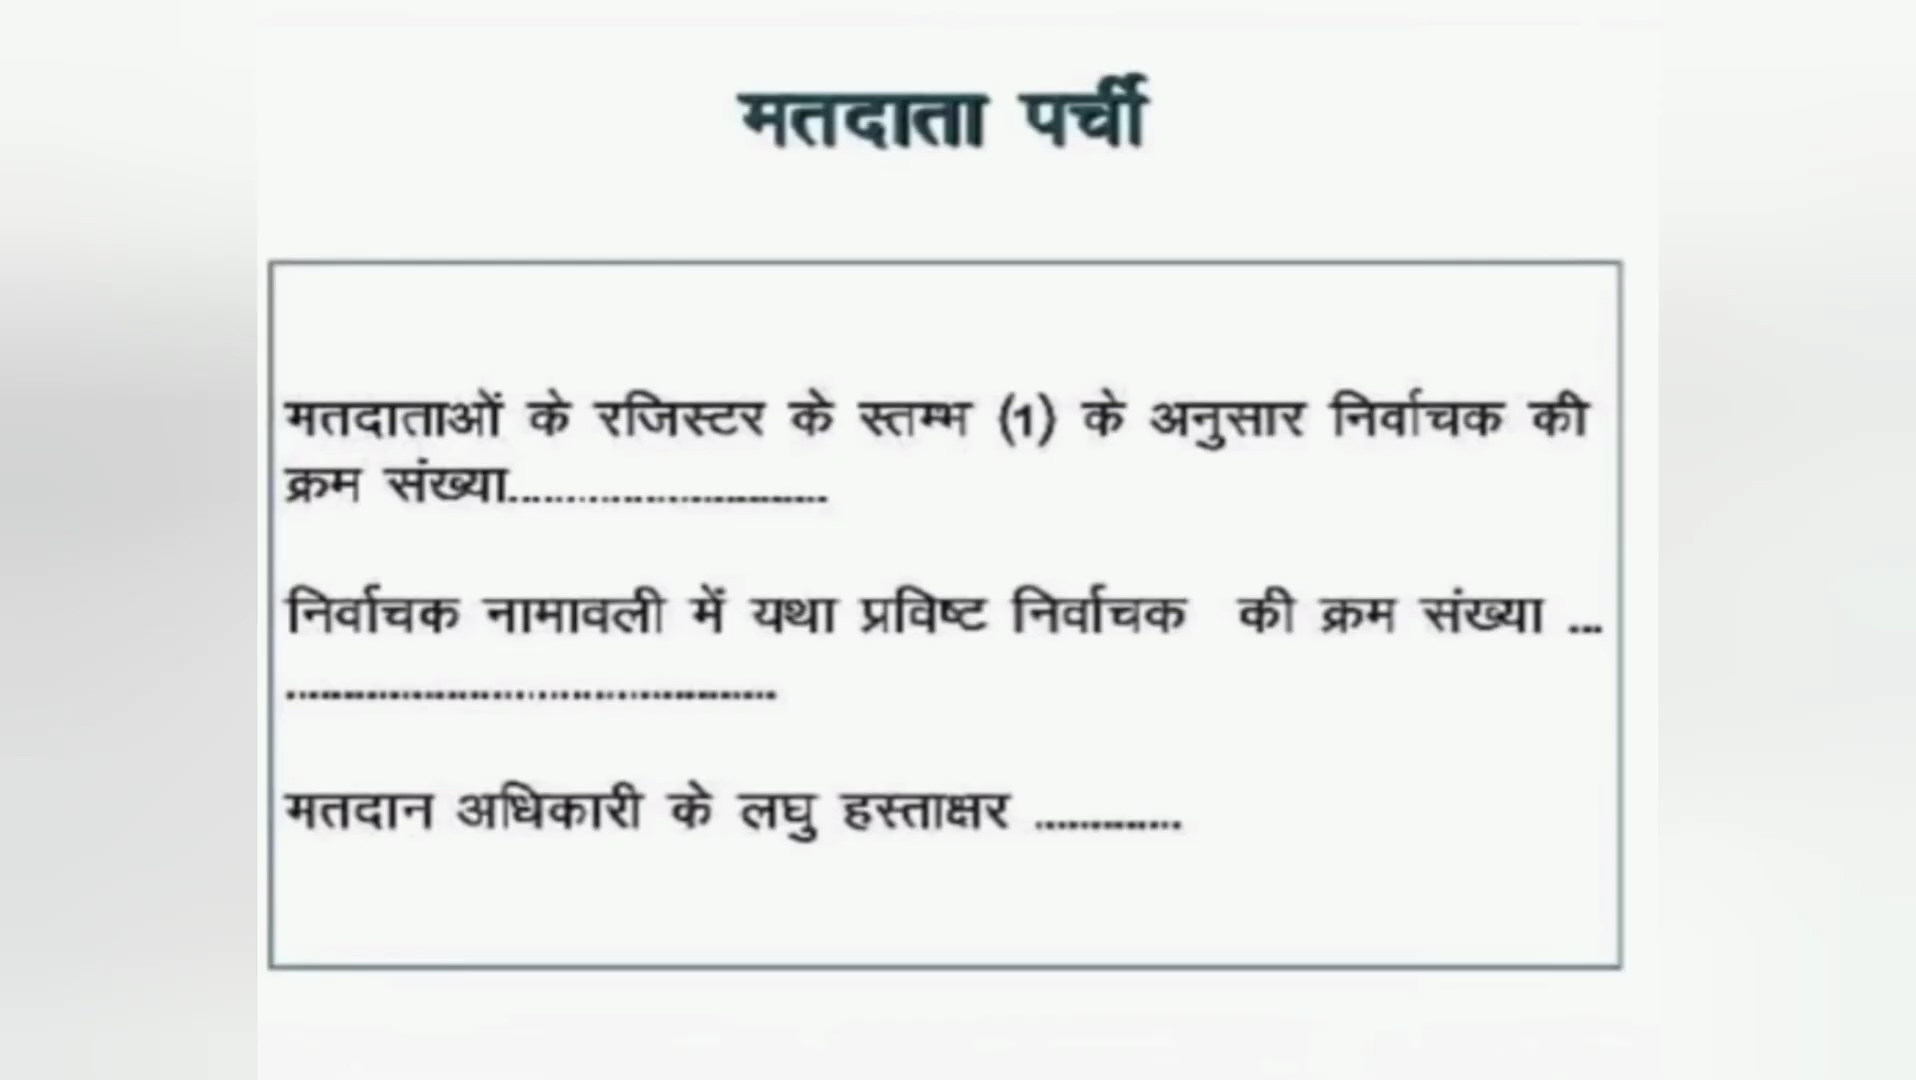 मतदाता पर्ची
मतदाताओं के रजिस्टर के स्तम्भ (1) के अनुसार निर्वाचक की
क्रम संख्या............................
निर्वाचक नामावली में यथा प्रविष्ट निर्वाचक की क्रम संख्या ...
...........................................
मतदान अधिकारी के लघु हस्ताक्षर .............